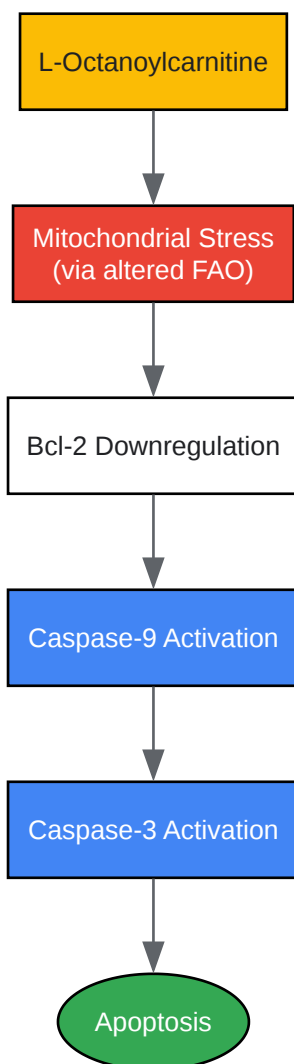 L-Octanoylcarnitine
Mitochondrial Stress
(via altered FAO)
Bcl-2 Downregulation
Caspase-9 Activation
Caspase-3 Activation
Apoptosis